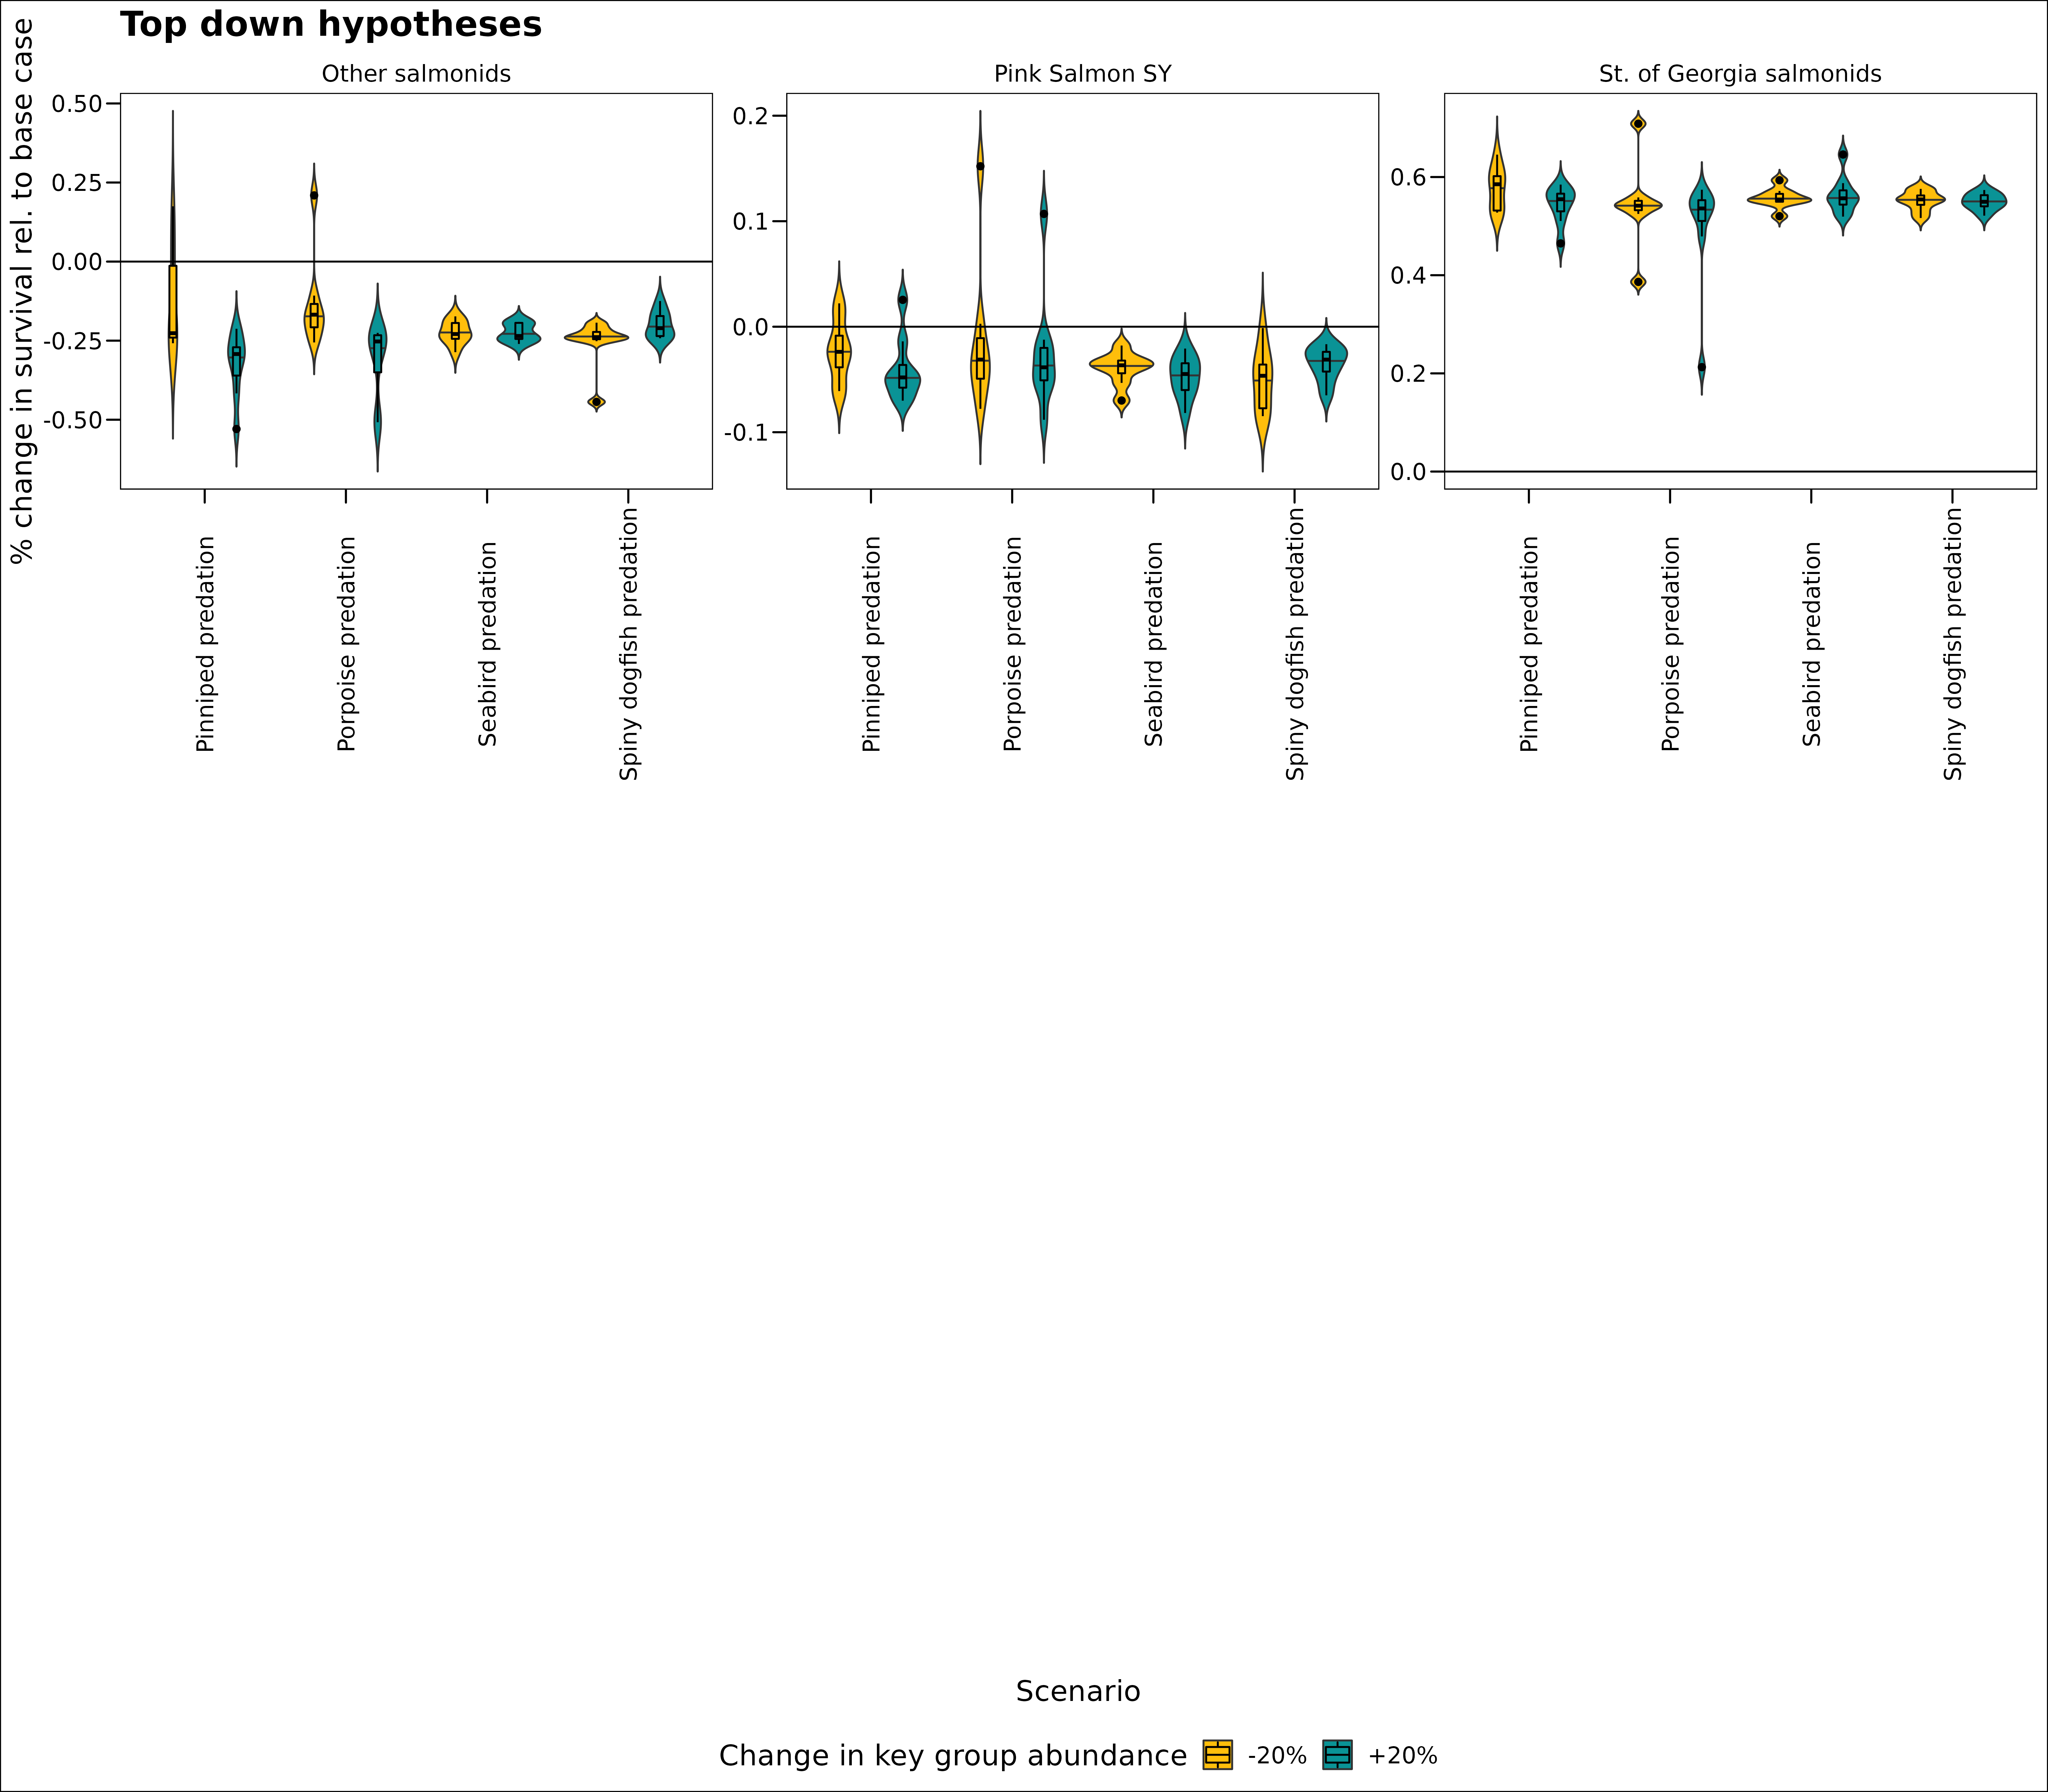 Top down hypotheses
% change in survival rel. to base case
Other salmonids
0.50
0.25
0.00
-0.25
-0.50
Pinniped predation
Porpoise predation
Seabird predation
Spiny dogfish predation
Pink Salmon SY
0.2
0.1
0.0
-0.1
Pinniped predation
Porpoise predation
Seabird predation
Spiny dogfish predation
St. of Georgia salmonids
0.6
0.4
0.2
0.0
Pinniped predation
Porpoise predation
Seabird predation
Spiny dogfish predation
Scenario
Change in key group abundance -20% +20%